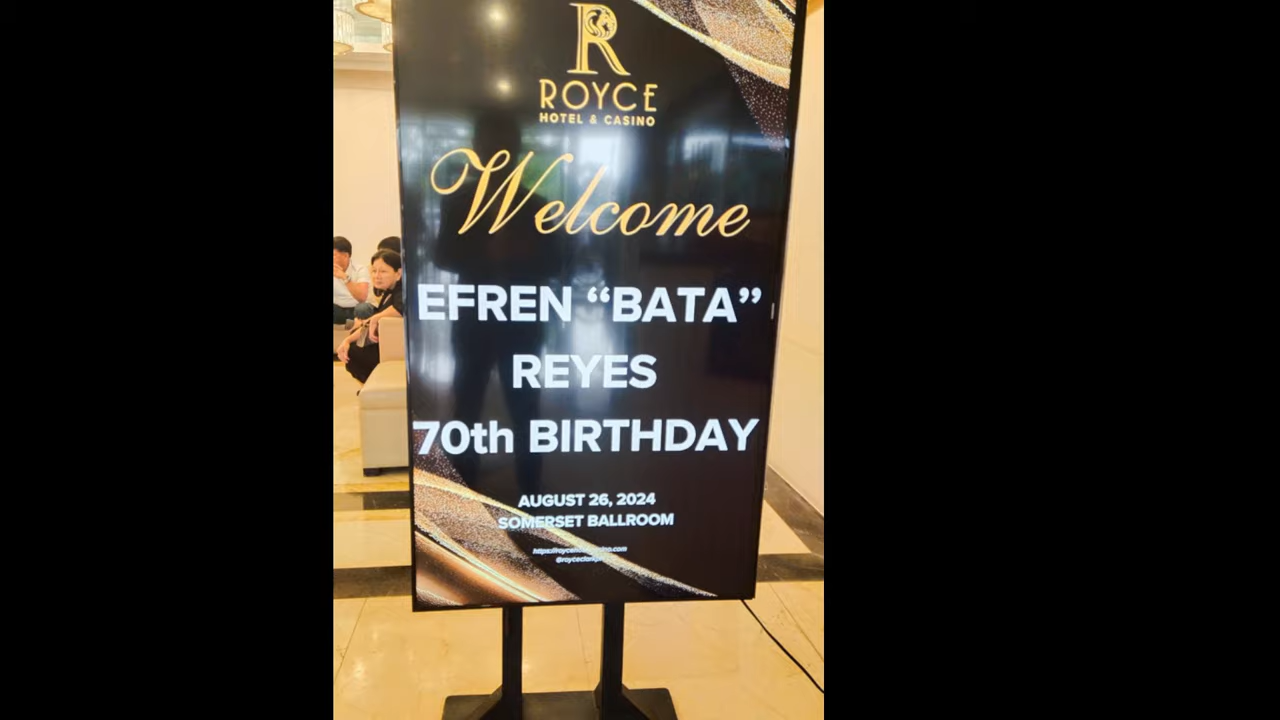 R
ROYCE
HOTEL & CASINO
Welcome
EFREN “BATA”
REYES
70th BIRTHDAY
AUGUST 26, 2024
SOMERSET BALLROOM